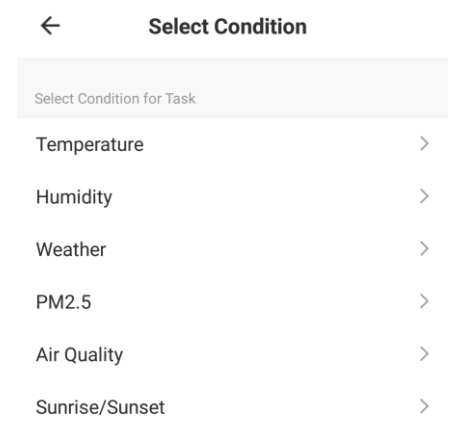 Select Condition
Select Condition for Task
Temperature
Humidity
Weather
PM2.5
Air Quality
Sunrise/Sunset